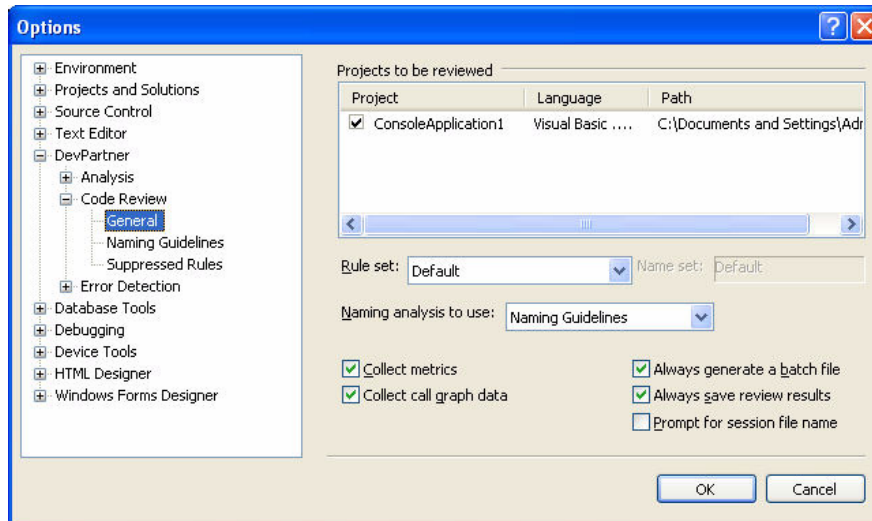 Options
Environment
Projects and Solutions
Source Control
Text Editor
DevPartner
Analysis
Code Review
General
Naming Guidelines
Suppressed Rules
Error Detection
Database Tools
Debugging
Device Tools
HTML Designer
Windows Forms Designer
Projects to be reviewed
Project Language Path
ConsoleApplication1 Visual Basic .... C:\Documents and Settings\Adr
Rule set: Default Name set: Default
Naming analysis to use: Naming Guidelines
Collect metrics Always generate a batch file
Collect call graph data Always save review results
Prompt for session file name
OK Cancel